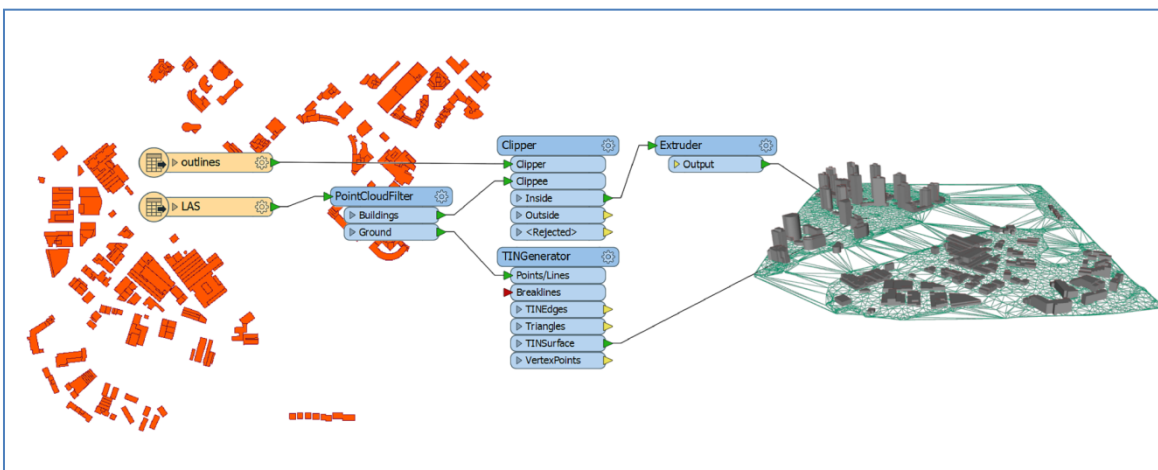 outlines
LAS
PointCloudFilter
Buildings
Ground
Clipper
Clipper
Clippee
Inside
Outside
<Rejected>
TINGenerator
Points/Lines
Breaklines
TINEdges
Triangles
TINSurface
VertexPoints
Extruder
Output